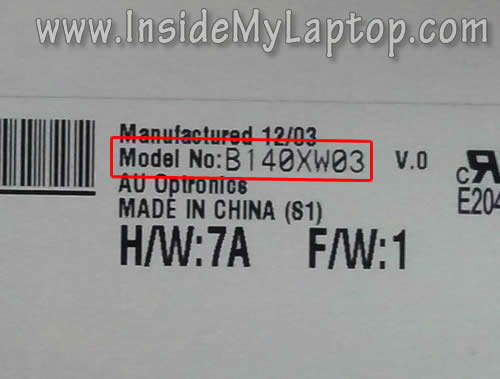 www.InsideMyLaptop.com
Manufactured 12/03
Model No:B140XW03 V.0
AU Optronics
MADE IN CHINA (S1)
H/W:7A F/W:1
E204